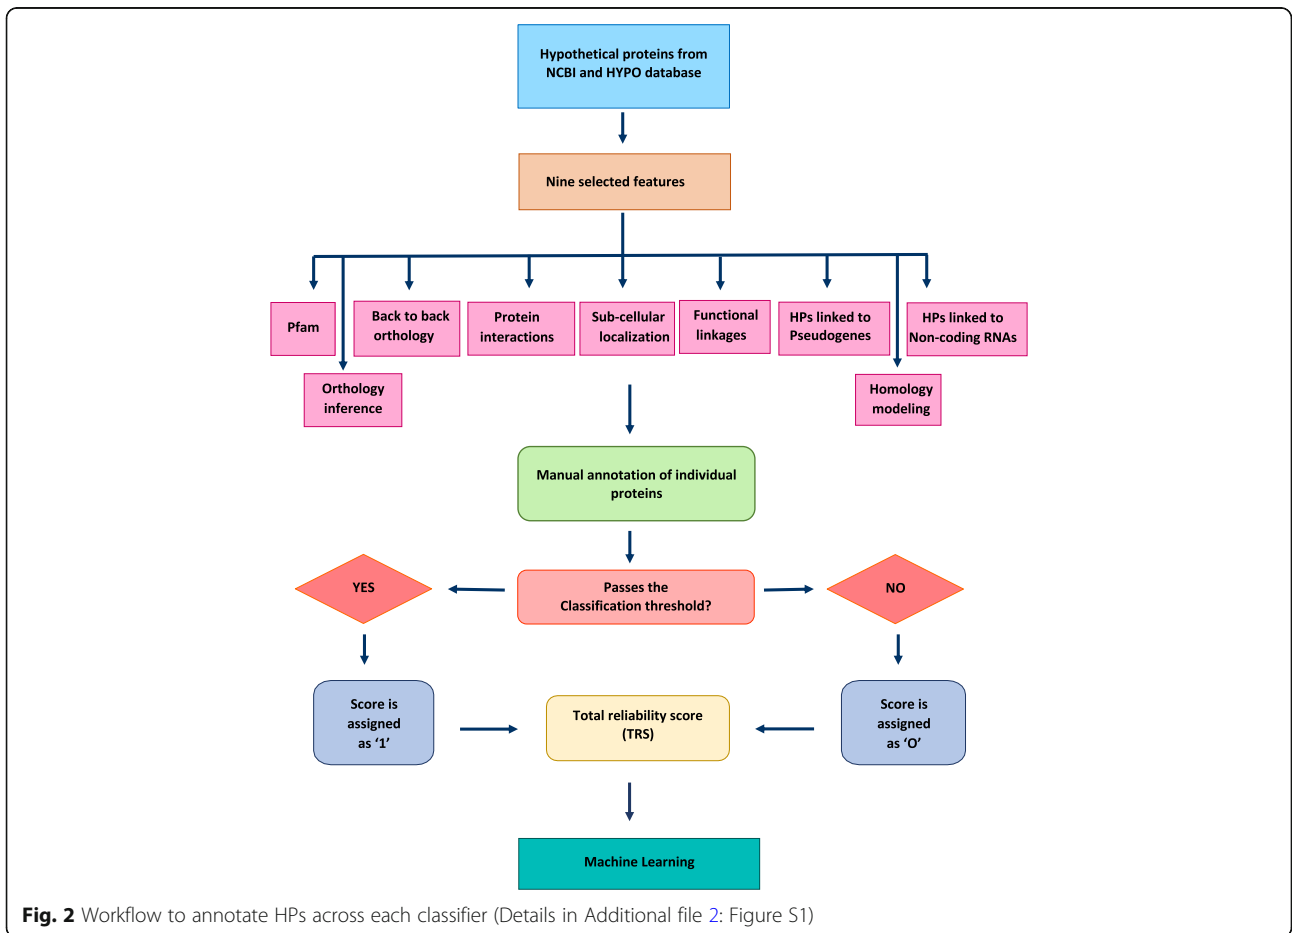 Hypothetical proteins from
NCBI and HYPO database
Nine selected features
Pfam
Back to back
orthology
Protein
interactions
Sub-cellular
localization
Functional
linkages
HPs linked to
Pseudogenes
HPs linked to
Non-coding RNAs
Orthology
inference
Homology
modeling
Manual annotation of individual
proteins
YES
Passes the
Classification threshold?
NO
Score is
assigned
as ‘1’
Total reliability score
(TRS)
Score is
assigned
as ‘O’
Machine Learning
Fig. 2 Workflow to annotate HPs across each classifier (Details in Additional file 2: Figure S1)